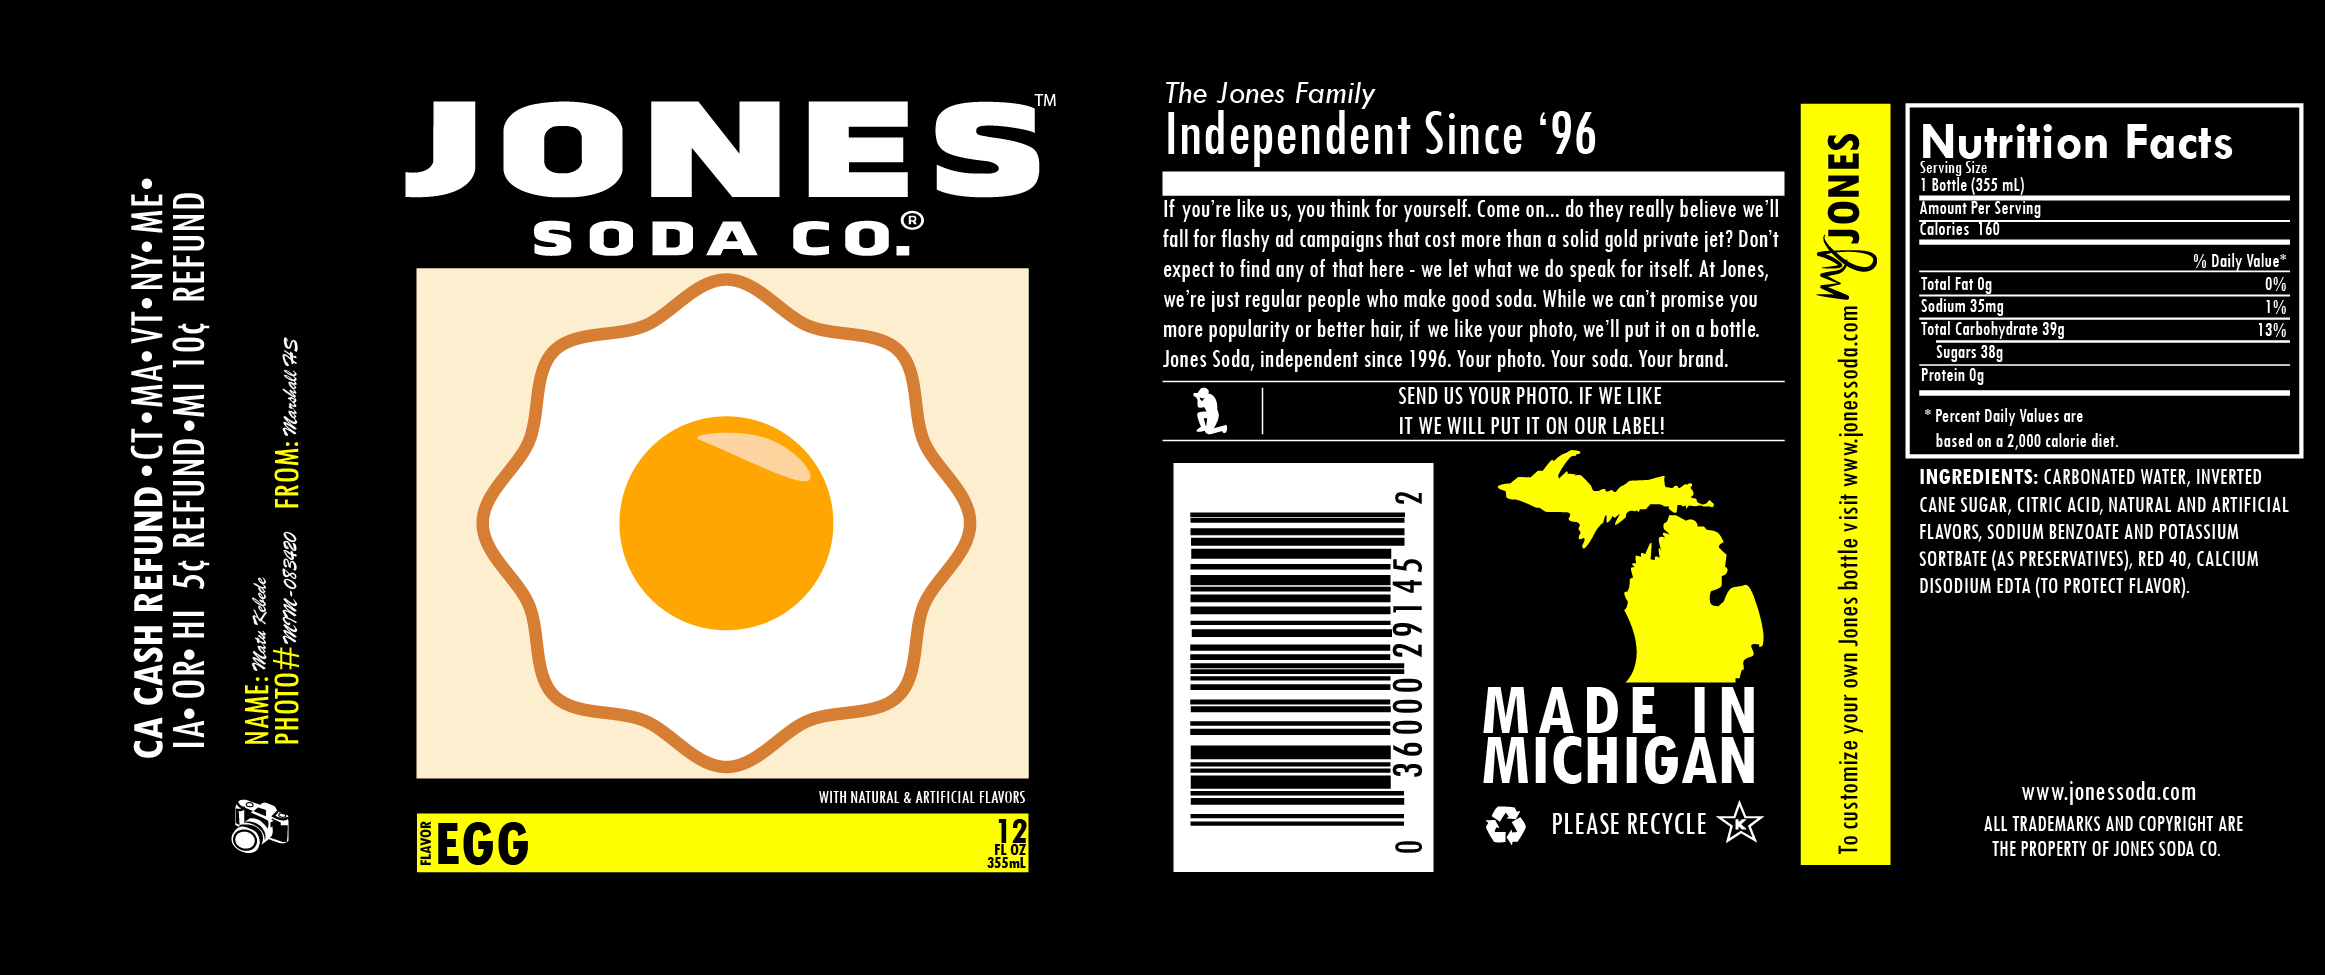 CA CASH REFUND •CT•MA•VT•NY•ME•
IA•OR•HI 5¢ REFUND•MI 10¢ REFUND
NAME: Matu Kebede
PHOTO# MTM-083420 FROM: Marshall HS
JONES TM
SODA CO.®
WITH NATURAL & ARTIFICIAL FLAVORS
FLAVOR
EGG
12
FL OZ
355mL
The Jones Family
Independent Since ‘96
If you’re like us, you think for yourself. Come on... do they really believe we’ll
fall for flashy ad campaigns that cost more than a solid gold private jet? Don’t
expect to find any of that here - we let what we do speak for itself. At Jones,
we’re just regular people who make good soda. While we can’t promise you
more popularity or better hair, if we like your photo, we’ll put it on a bottle.
Jones Soda, independent since 1996. Your photo. Your soda. Your brand.
SEND US YOUR PHOTO. IF WE LIKE
IT WE WILL PUT IT ON OUR LABEL!
0 36000 29145 2
MADE IN
MICHIGAN
PLEASE RECYCLE K
To customize your own Jones bottle visit www.jonessoda.com my JONES
Nutrition Facts
Serving Size
1 Bottle (355 mL)
Amount Per Serving
Calories 160
% Daily Value*
Total Fat 0g 0%
Sodium 35mg 1%
Total Carbohydrate 39g 13%
Sugars 38g
Protein 0g
* Percent Daily Values are
based on a 2,000 calorie diet.
INGREDIENTS: CARBONATED WATER, INVERTED
CANE SUGAR, CITRIC ACID, NATURAL AND ARTIFICIAL
FLAVORS, SODIUM BENZOATE AND POTASSIUM
SORTBATE (AS PRESERVATIVES), RED 40, CALCIUM
DISODIUM EDTA (TO PROTECT FLAVOR).
www.jonessoda.com
ALL TRADEMARKS AND COPYRIGHT ARE
THE PROPERTY OF JONES SODA CO.